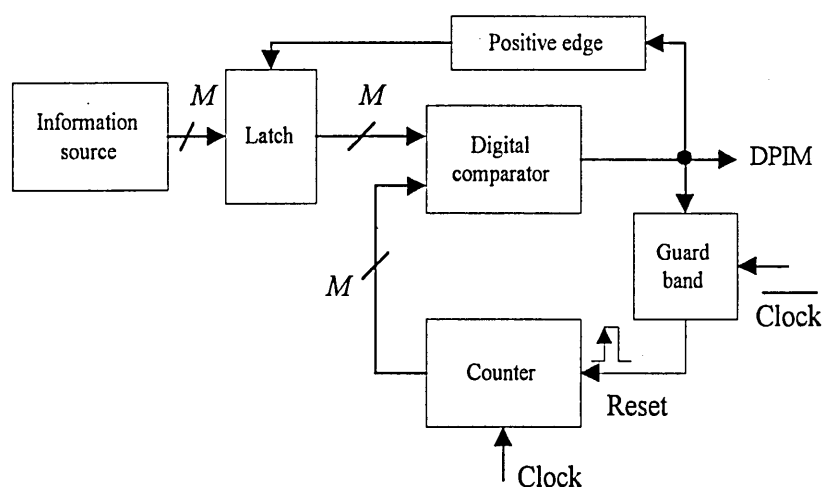 Positive edge
M
M
Information
source
Latch
Digital
comparator
DPIM
Guard
band
M
Clock
Counter
Reset
Clock